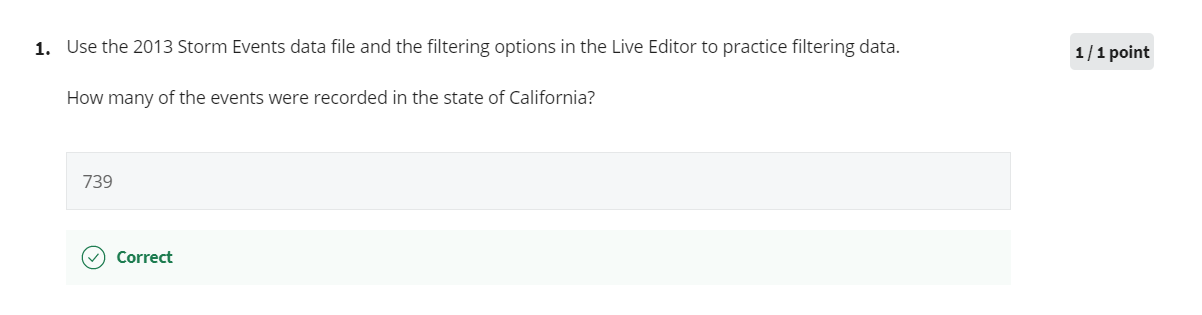 1. Use the 2013 Storm Events data file and the filtering options in the Live Editor to practice filtering data.
1 / 1 point
How many of the events were recorded in the state of California?
739
Correct